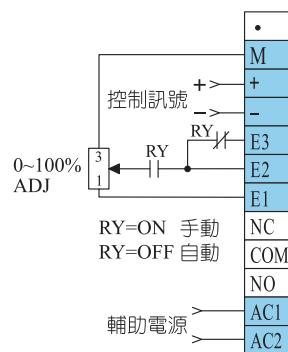 •
M
控制訊號
+
+
−
−
RY
E3
3
RY
E2
0~100%
ADJ
1
E1
RY=ON 手動
NC
RY=OFF 自動
COM
NO
輔助電源
AC1
AC2